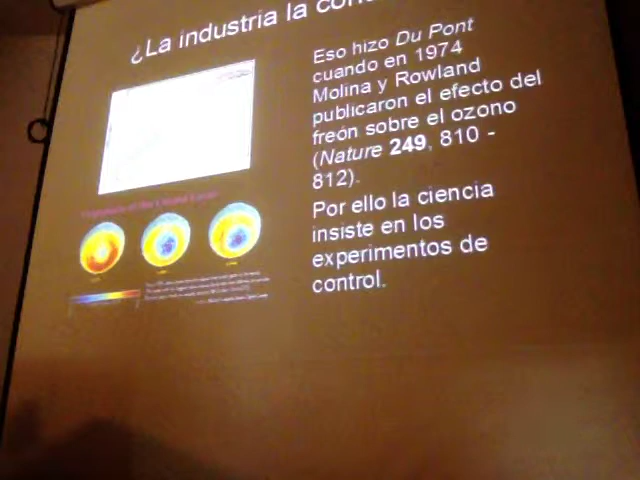 ¿La industria la
Eso hizo Du Pont
cuando en 1974
Molina y Rowland
publicaron el efecto del
freón sobre el ozono
(Nature 249, 810 -
812).
Por ello la ciencia
insiste en los
experimentos de
control.